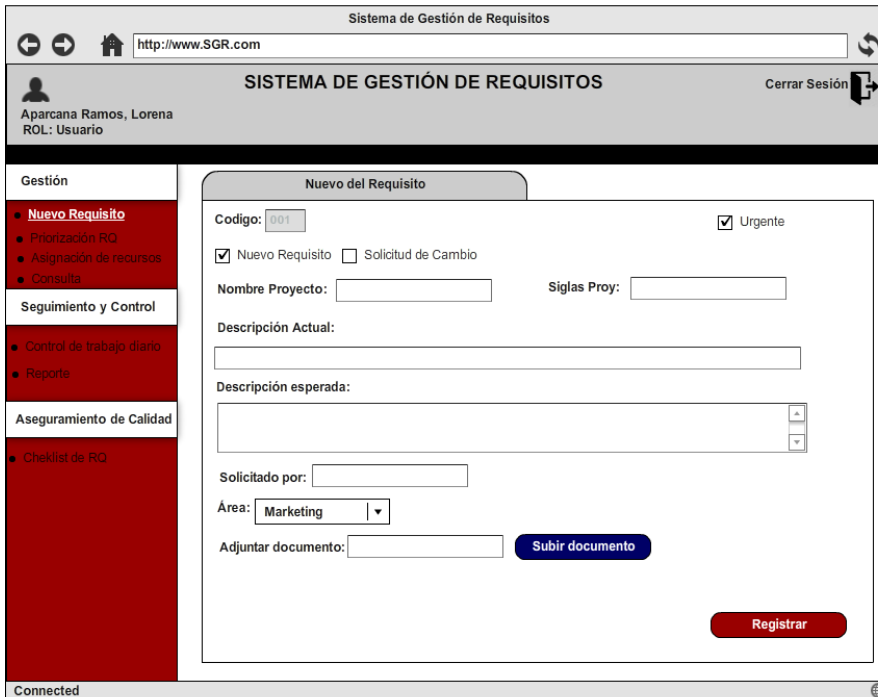 Sistema de Gestión de Requisitos
http://www.SGR.com
SISTEMA DE GESTIÓN DE REQUISITOS
Cerrar Sesión
Aparcana Ramos, Lorena
ROL: Usuario
Gestión
Nuevo Requisito
Priorización RQ
Asignación de recursos
Consulta
Seguimiento y Control
Control de trabajo diario
Reporte
Aseguramiento de Calidad
Cheklist de RQ
Nuevo del Requisito
Codigo: 001
Urgente
Nuevo Requisito Solicitud de Cambio
Nombre Proyecto: Siglas Proy:
Descripción Actual:
Descripción esperada:
Solicitado por:
Área: Marketing
Adjuntar documento: Subir documento
Registrar
Connected